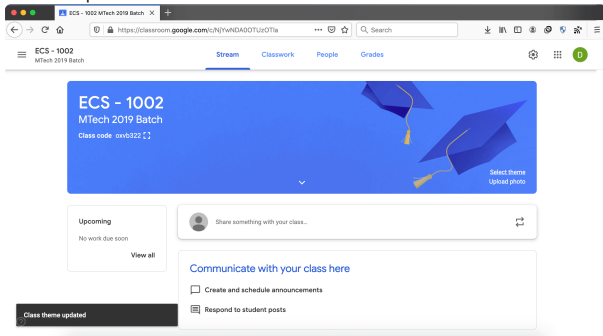 ECS - 1002 MTech 2019 Batch
https://classroom.google.com/c/NjYwNDA0OTUzOTla
Search
ECS - 1002
MTech 2019 Batch
Stream
Classwork
People
Grades
D
ECS - 1002
MTech 2019 Batch
Class code oxvb322
Select theme
Upload photo
Upcoming
No work due soon
View all
Share something with your class...
Communicate with your class here
Create and schedule announcements
Respond to student posts
Class theme updated